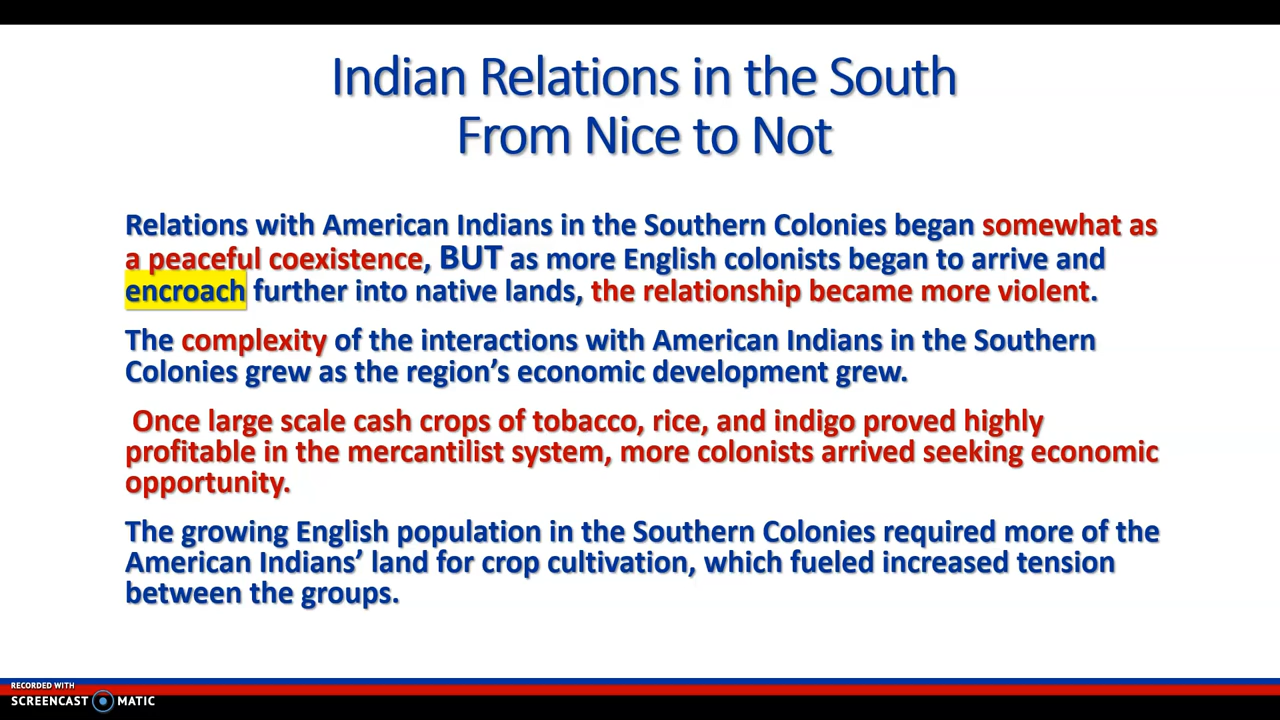 Indian Relations in the South
From Nice to Not
Relations with American Indians in the Southern Colonies began somewhat as
a peaceful coexistence, BUT as more English colonists began to arrive and
encroach further into native lands, the relationship became more violent.
The complexity of the interactions with American Indians in the Southern
Colonies grew as the region’s economic development grew.
Once large scale cash crops of tobacco, rice, and indigo proved highly
profitable in the mercantilist system, more colonists arrived seeking economic
opportunity.
The growing English population in the Southern Colonies required more of the
American Indians’ land for crop cultivation, which fueled increased tension
between the groups.
RECORDED WITH
SCREENCAST MATIC